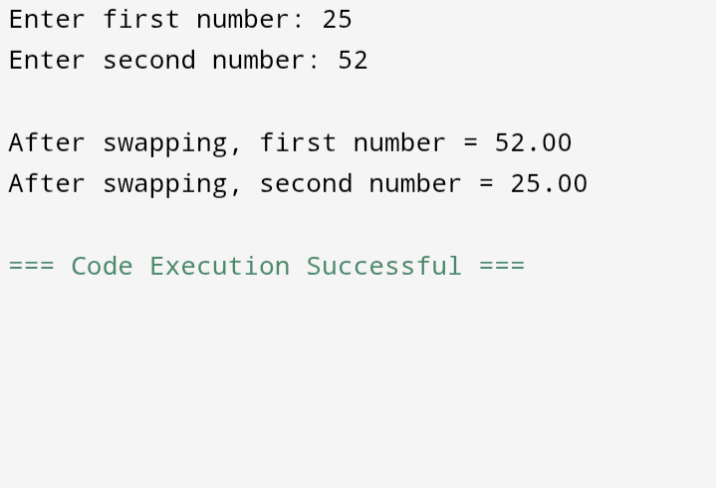 Enter first number: 25
Enter second number: 52
After swapping, first number = 52.00
After swapping, second number = 25.00
=== Code Execution Successful ===